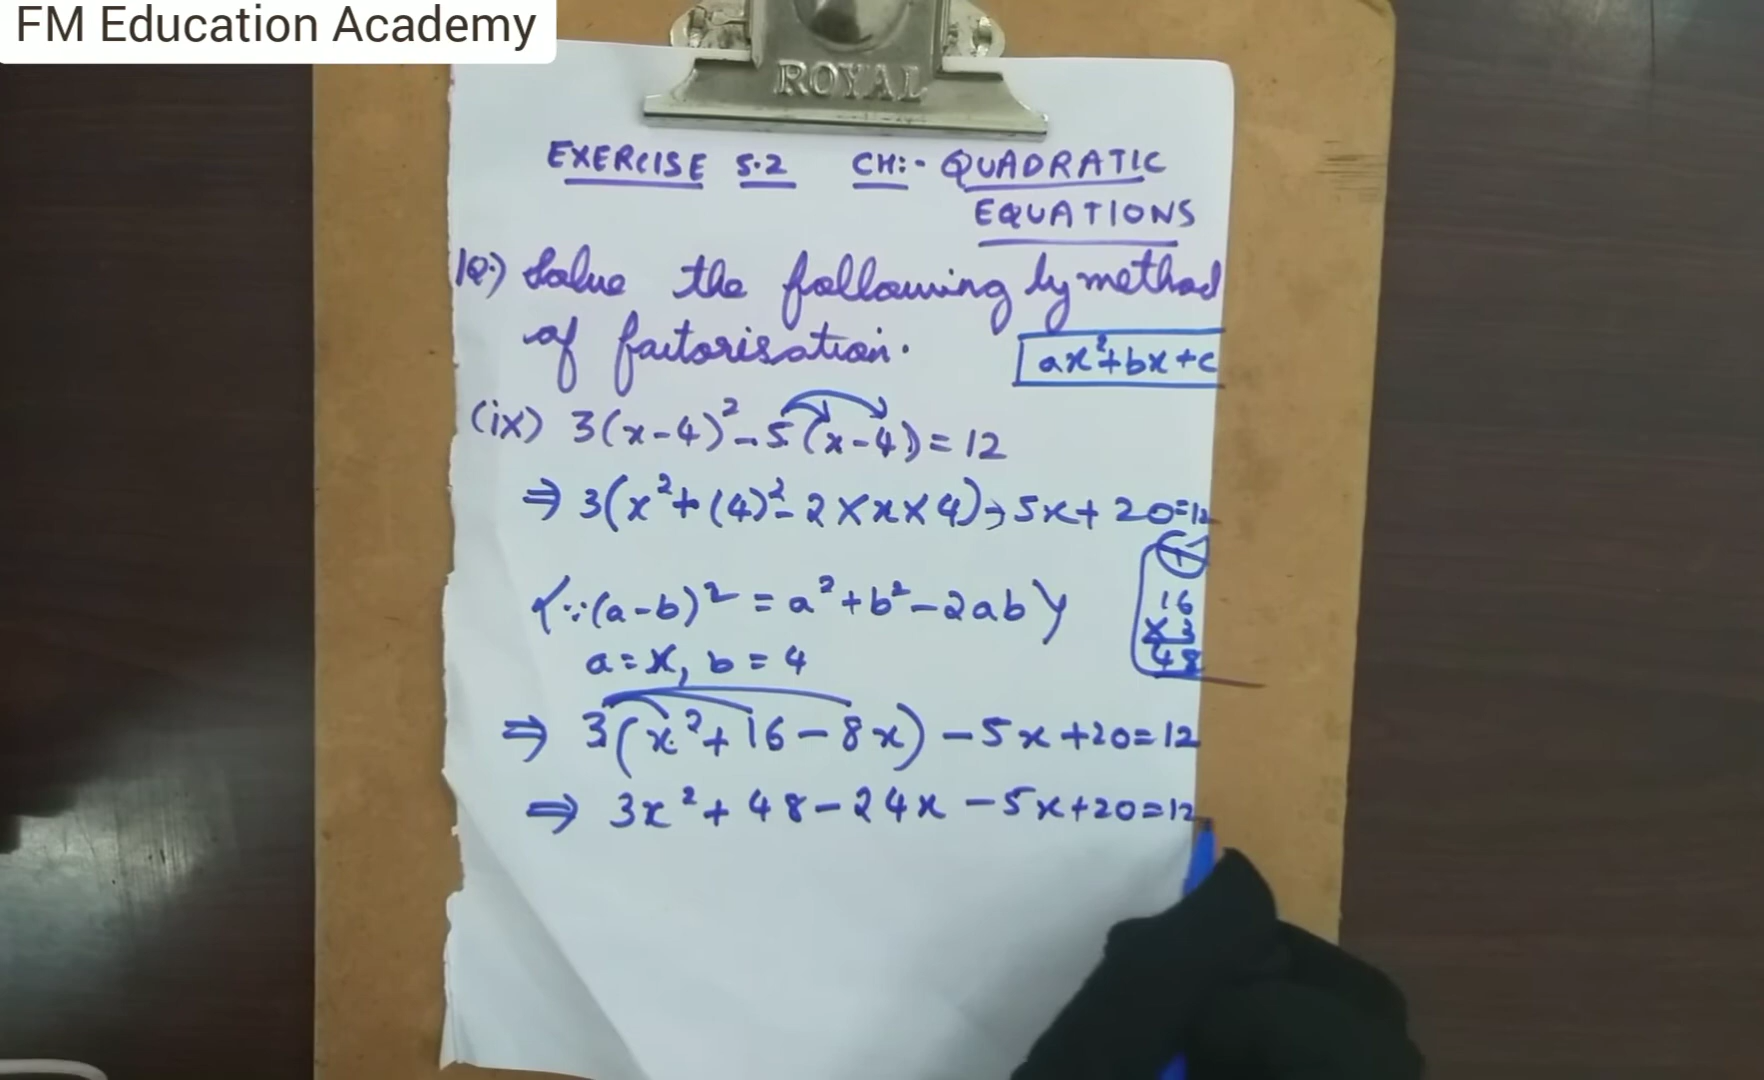 FM Education Academy
ROYAL
EXERCISE 5.2 CH:- QUADRATIC
EQUATIONS
1Q:) Solve the following by method
of factorisation.
ax²+bx+c
(ix) 3(x-4)²-5(x-4)=12
⇒ 3(x²+(4)²-2×x×4)-5x+20=12
{∵(a-b)²=a²+b²-2ab}
a=x, b=4
16
×3
48
⇒ 3(x²+16-8x)-5x+20=12
⇒ 3x²+48-24x-5x+20=12